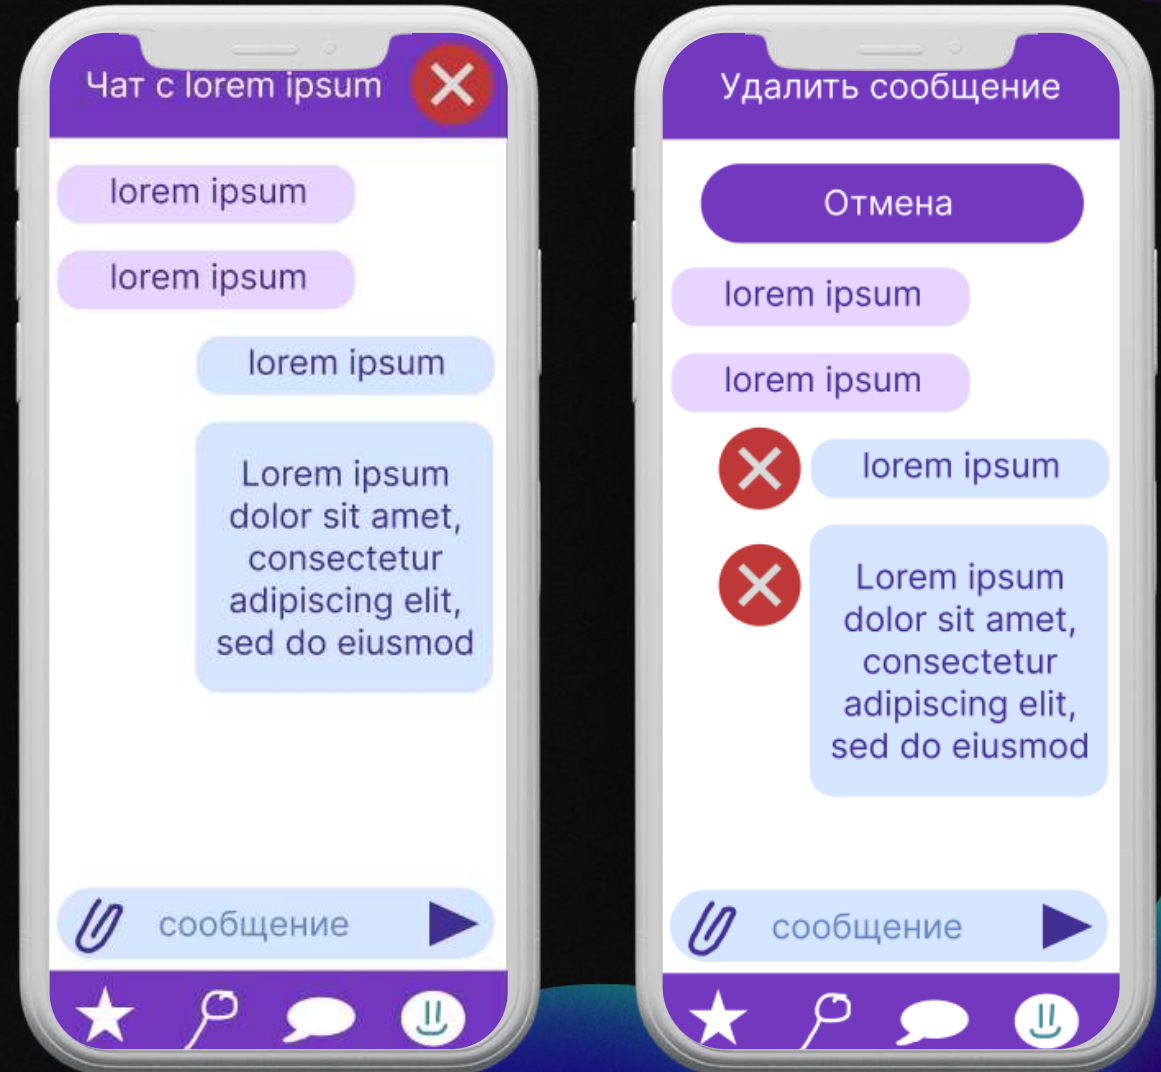 Чат с lorem ipsum
lorem ipsum
lorem ipsum
lorem ipsum
Lorem ipsum
dolor sit amet,
consectetur
adipiscing elit,
sed do eiusmod
сообщение
Удалить сообщение
Отмена
lorem ipsum
lorem ipsum
lorem ipsum
Lorem ipsum
dolor sit amet,
consectetur
adipiscing elit,
sed do eiusmod
сообщение